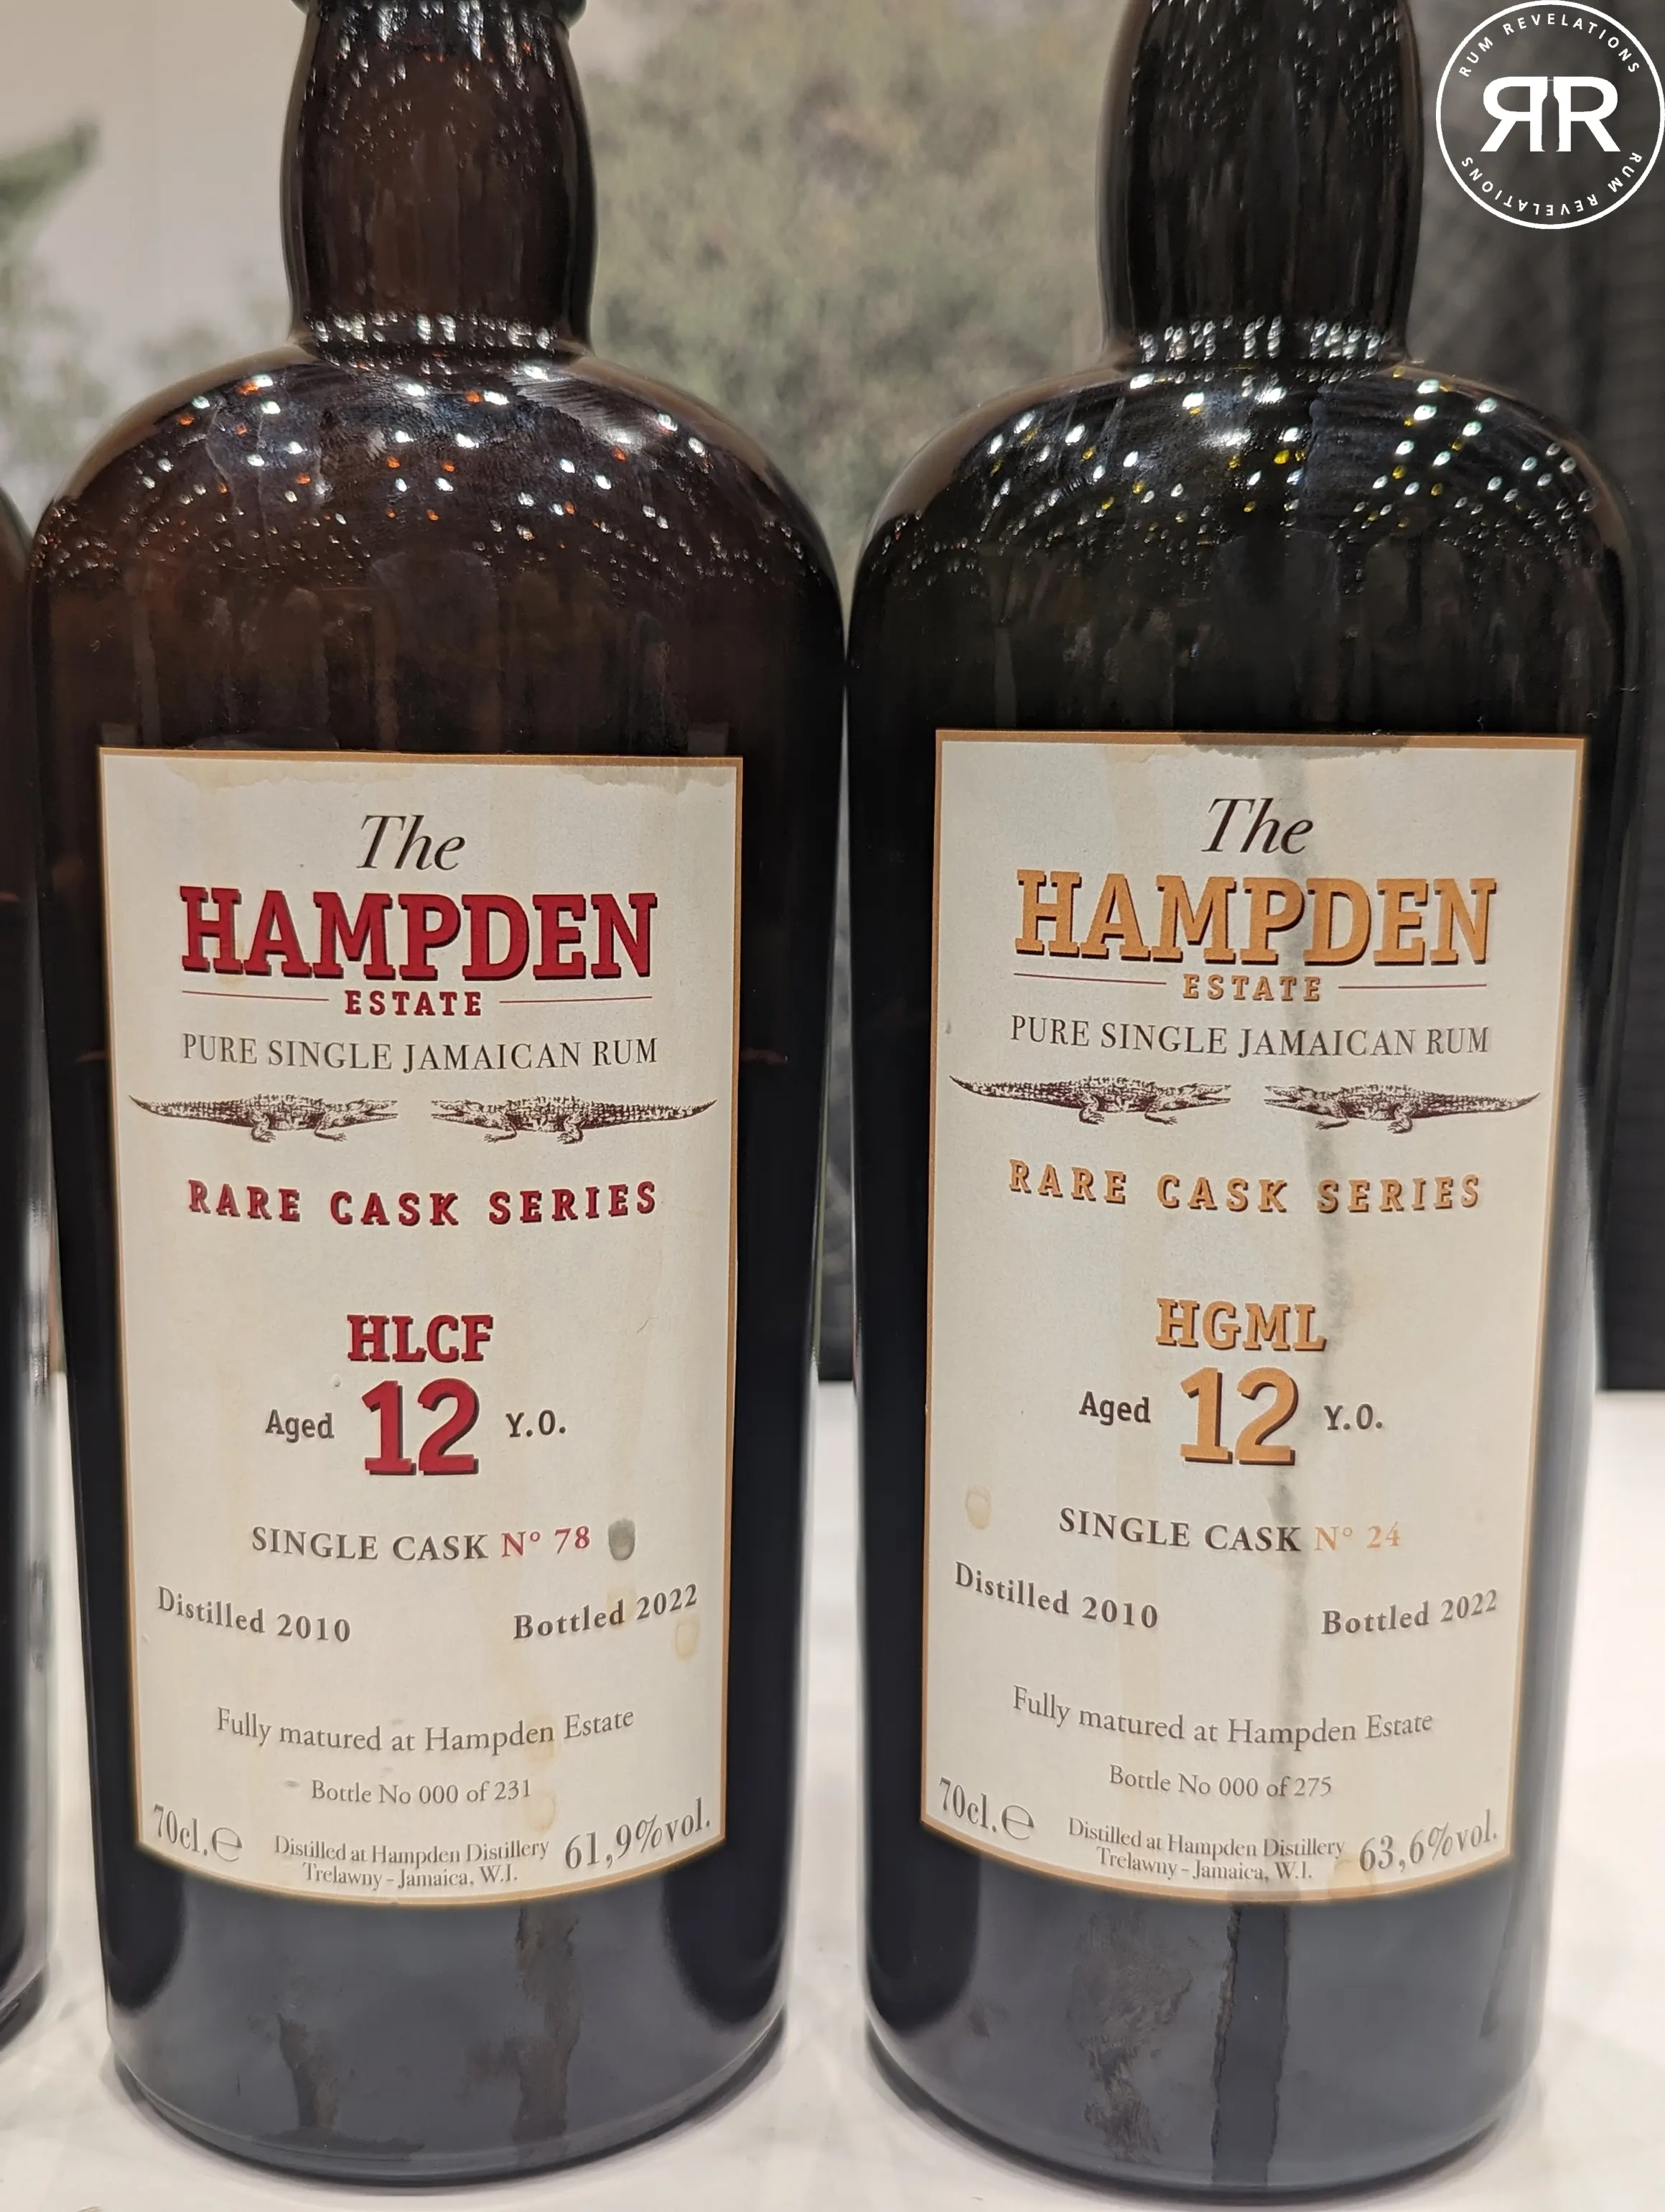 RUM REVELATIONS
RR
RUM REVELATIONS
The
HAMPDEN
ESTATE
PURE SINGLE JAMAICAN RUM
RARE CASK SERIES
HLCF
Aged 12 Y.O.
SINGLE CASK N° 78
Distilled 2010 Bottled 2022
Fully matured at Hampden Estate
Bottle No 000 of 231
70cl.℮ Distilled at Hampden Distillery 61,9%vol.
Trelawny - Jamaica, W.I.
The
HAMPDEN
ESTATE
PURE SINGLE JAMAICAN RUM
RARE CASK SERIES
HGML
Aged 12 Y.O.
SINGLE CASK N° 24
Distilled 2010 Bottled 2022
Fully matured at Hampden Estate
Bottle No 000 of 275
70cl.℮ Distilled at Hampden Distillery 63,6%vol.
Trelawny - Jamaica, W.I.